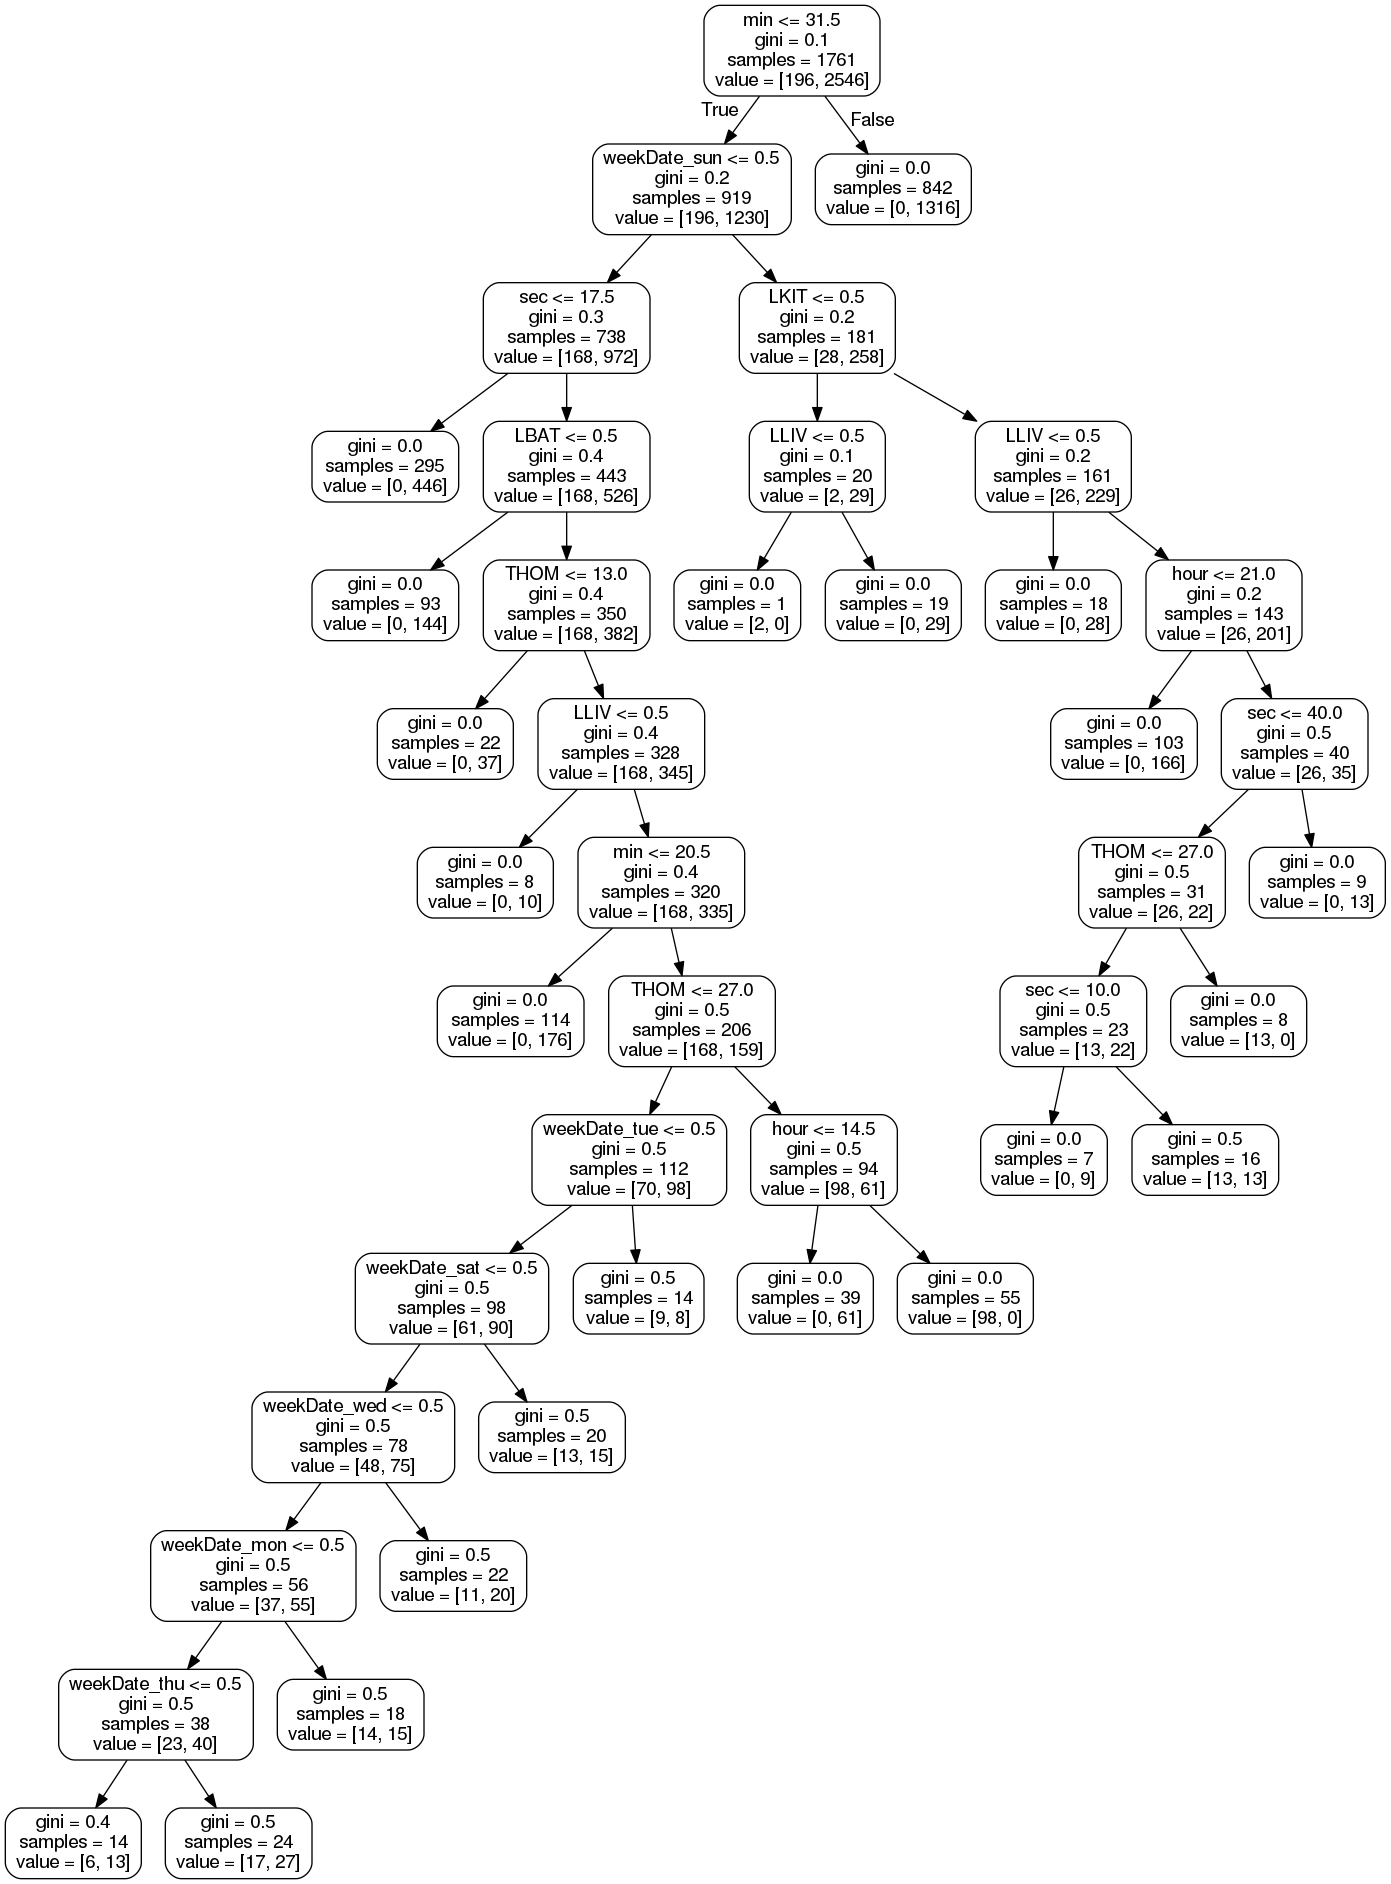 min <= 31.5
gini = 0.1
samples = 1761
value = [196, 2546]
True
False
weekDate_sun <= 0.5
gini = 0.2
samples = 919
value = [196, 1230]
gini = 0.0
samples = 842
value = [0, 1316]
sec <= 17.5
gini = 0.3
samples = 738
value = [168, 972]
LKIT <= 0.5
gini = 0.2
samples = 181
value = [28, 258]
gini = 0.0
samples = 295
value = [0, 446]
LBAT <= 0.5
gini = 0.4
samples = 443
value = [168, 526]
LLIV <= 0.5
gini = 0.1
samples = 20
value = [2, 29]
LLIV <= 0.5
gini = 0.2
samples = 161
value = [26, 229]
gini = 0.0
samples = 93
value = [0, 144]
THOM <= 13.0
gini = 0.4
samples = 350
value = [168, 382]
gini = 0.0
samples = 1
value = [2, 0]
gini = 0.0
samples = 19
value = [0, 29]
gini = 0.0
samples = 18
value = [0, 28]
hour <= 21.0
gini = 0.2
samples = 143
value = [26, 201]
gini = 0.0
samples = 22
value = [0, 37]
LLIV <= 0.5
gini = 0.4
samples = 328
value = [168, 345]
gini = 0.0
samples = 103
value = [0, 166]
sec <= 40.0
gini = 0.5
samples = 40
value = [26, 35]
gini = 0.0
samples = 8
value = [0, 10]
min <= 20.5
gini = 0.4
samples = 320
value = [168, 335]
THOM <= 27.0
gini = 0.5
samples = 31
value = [26, 22]
gini = 0.0
samples = 9
value = [0, 13]
gini = 0.0
samples = 114
value = [0, 176]
THOM <= 27.0
gini = 0.5
samples = 206
value = [168, 159]
sec <= 10.0
gini = 0.5
samples = 23
value = [13, 22]
gini = 0.0
samples = 8
value = [13, 0]
weekDate_tue <= 0.5
gini = 0.5
samples = 112
value = [70, 98]
hour <= 14.5
gini = 0.5
samples = 94
value = [98, 61]
gini = 0.0
samples = 7
value = [0, 9]
gini = 0.5
samples = 16
value = [13, 13]
weekDate_sat <= 0.5
gini = 0.5
samples = 98
value = [61, 90]
gini = 0.5
samples = 14
value = [9, 8]
gini = 0.0
samples = 39
value = [0, 61]
gini = 0.0
samples = 55
value = [98, 0]
weekDate_wed <= 0.5
gini = 0.5
samples = 78
value = [48, 75]
gini = 0.5
samples = 20
value = [13, 15]
weekDate_mon <= 0.5
gini = 0.5
samples = 56
value = [37, 55]
gini = 0.5
samples = 22
value = [11, 20]
weekDate_thu <= 0.5
gini = 0.5
samples = 38
value = [23, 40]
gini = 0.5
samples = 18
value = [14, 15]
gini = 0.4
samples = 14
value = [6, 13]
gini = 0.5
samples = 24
value = [17, 27]